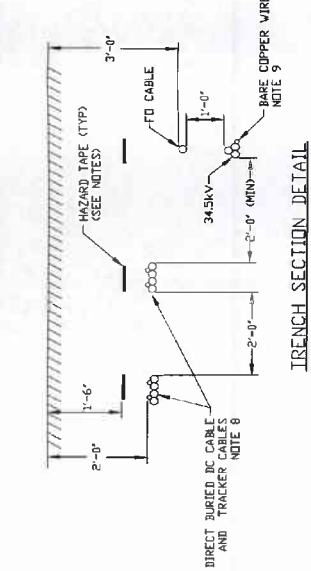 3'-0"
FO CABLE
1'-0"
BARE COPPER WIRE
NOTE 9
HAZARD TAPE (TYP)
(SEE NOTES)
34.5kV
2'-0" (MIN)
1'-6"
2'-0"
2'-0"
DIRECT BURIED DC CABLE
AND TRACKER CABLES
NOTE 8
TRENCH SECTION DETAIL